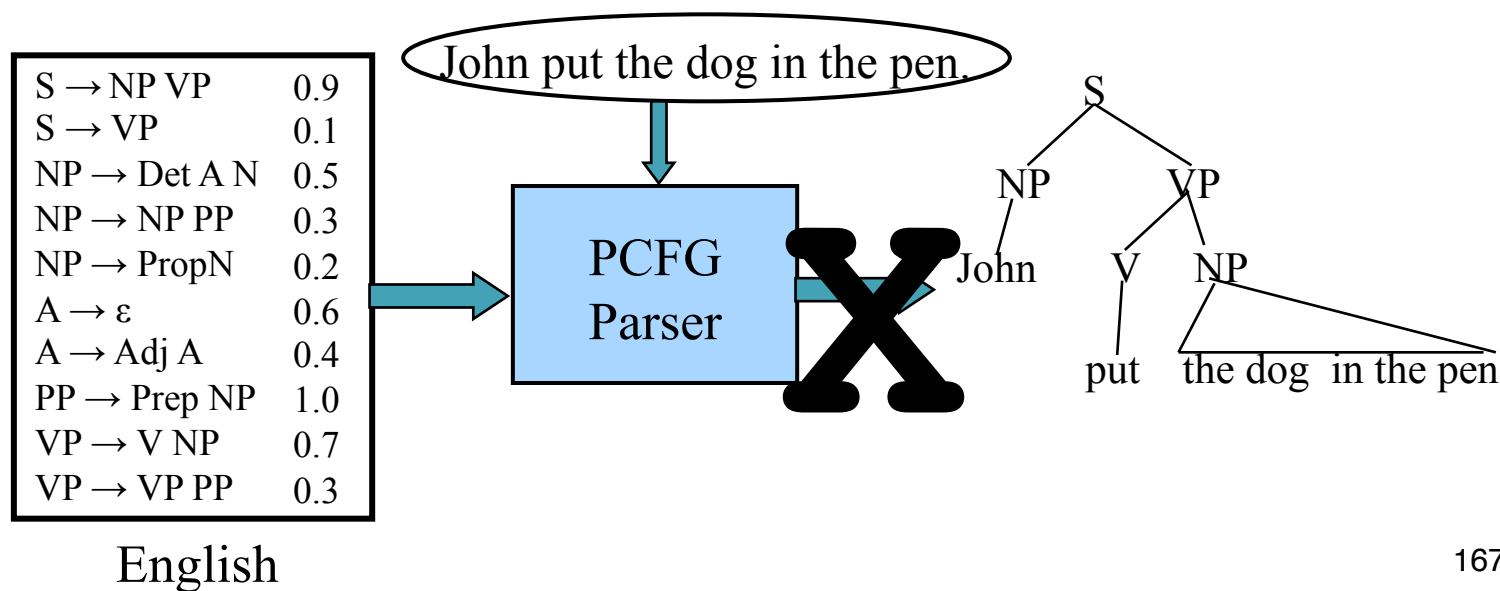 John put the dog in the pen.
S → NP VP 0.9
S → VP 0.1
NP → Det A N 0.5
NP → NP PP 0.3
NP → PropN 0.2
A → ε 0.6
A → Adj A 0.4
PP → Prep NP 1.0
VP → V NP 0.7
VP → VP PP 0.3
English
PCFG
Parser
X
S
NP VP
John V NP
put the dog in the pen
167